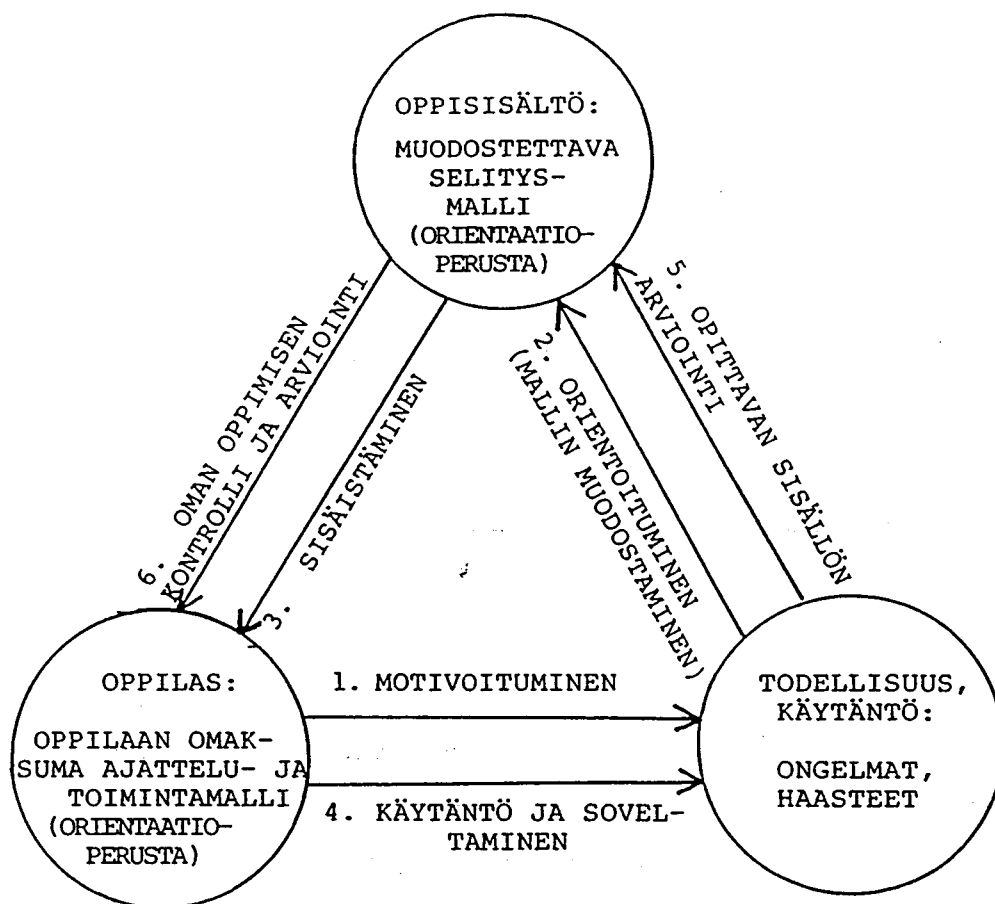 OPPISISÄLTÖ:
MUODOSTETTAVA
SELITYS-
MALLI
(ORIENTAATIO-
PERUSTA)
6. OMAN OPPIMISEN
KONTROLLI JA ARVIOINTI
3. SISÄISTÄMINEN
2. ORIENTOITUMINEN
(MALLIN MUODOSTAMINEN)
5. OPITTAVAN SISÄLLÖN
ARVIOINTI
OPPILAS:
OPPILAAN OMAK-
SUMA AJATTELU- JA
TOIMINTAMALLI
(ORIENTAATIO-
PERUSTA)
1. MOTIVOITUMINEN
4. KÄYTÄNTÖ JA SOVEL-
TAMINEN
TODELLISUUS,
KÄYTÄNTÖ:
ONGELMAT,
HAASTEET